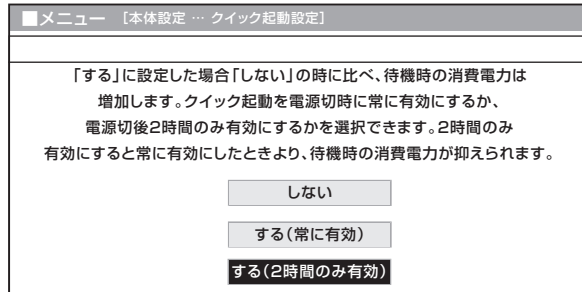 ■メニュー [本体設定 … クイック起動設定]
「する」に設定した場合「しない」の時に比べ、待機時の消費電力は
増加します。クイック起動を電源切時に常に有効にするか、
電源切後2時間のみ有効にするかを選択できます。2時間のみ
有効にすると常に有効にしたときより、待機時の消費電力が抑えられます。
しない
する(常に有効)
する(2時間のみ有効)